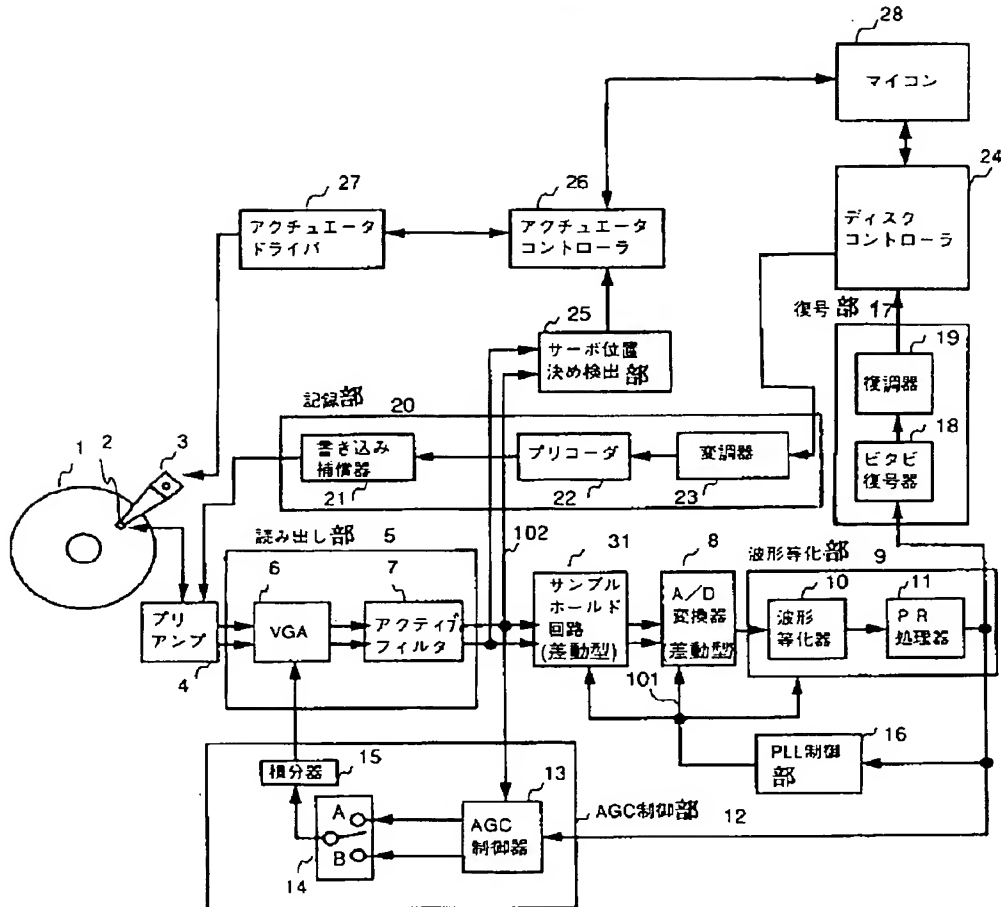 28
マイコン
24
ディスク
コントローラ
27
アクチュエータ
ドライバ
26
アクチュエータ
コントローラ
25
サーボ位置
決め検出部
復号部 17
19
復調器
18
ビタビ
復号器
記録部
20
書き込み
補償器
21
プリコーダ
22
変調器
23
1
2
3
読み出し部 5
102
6
VGA
7
アクティブ
フィルタ
プリ
アンプ
4
31
サンプル
ホールド
回路
(差動型)
8
A/D
変換器
(差動型)
波形等化部
9
10
波形
等化器
11
PR
処理器
101
16
PLL制御
部
15
積分器
A
B
14
13
AGC
制御器
AGC制御部
12